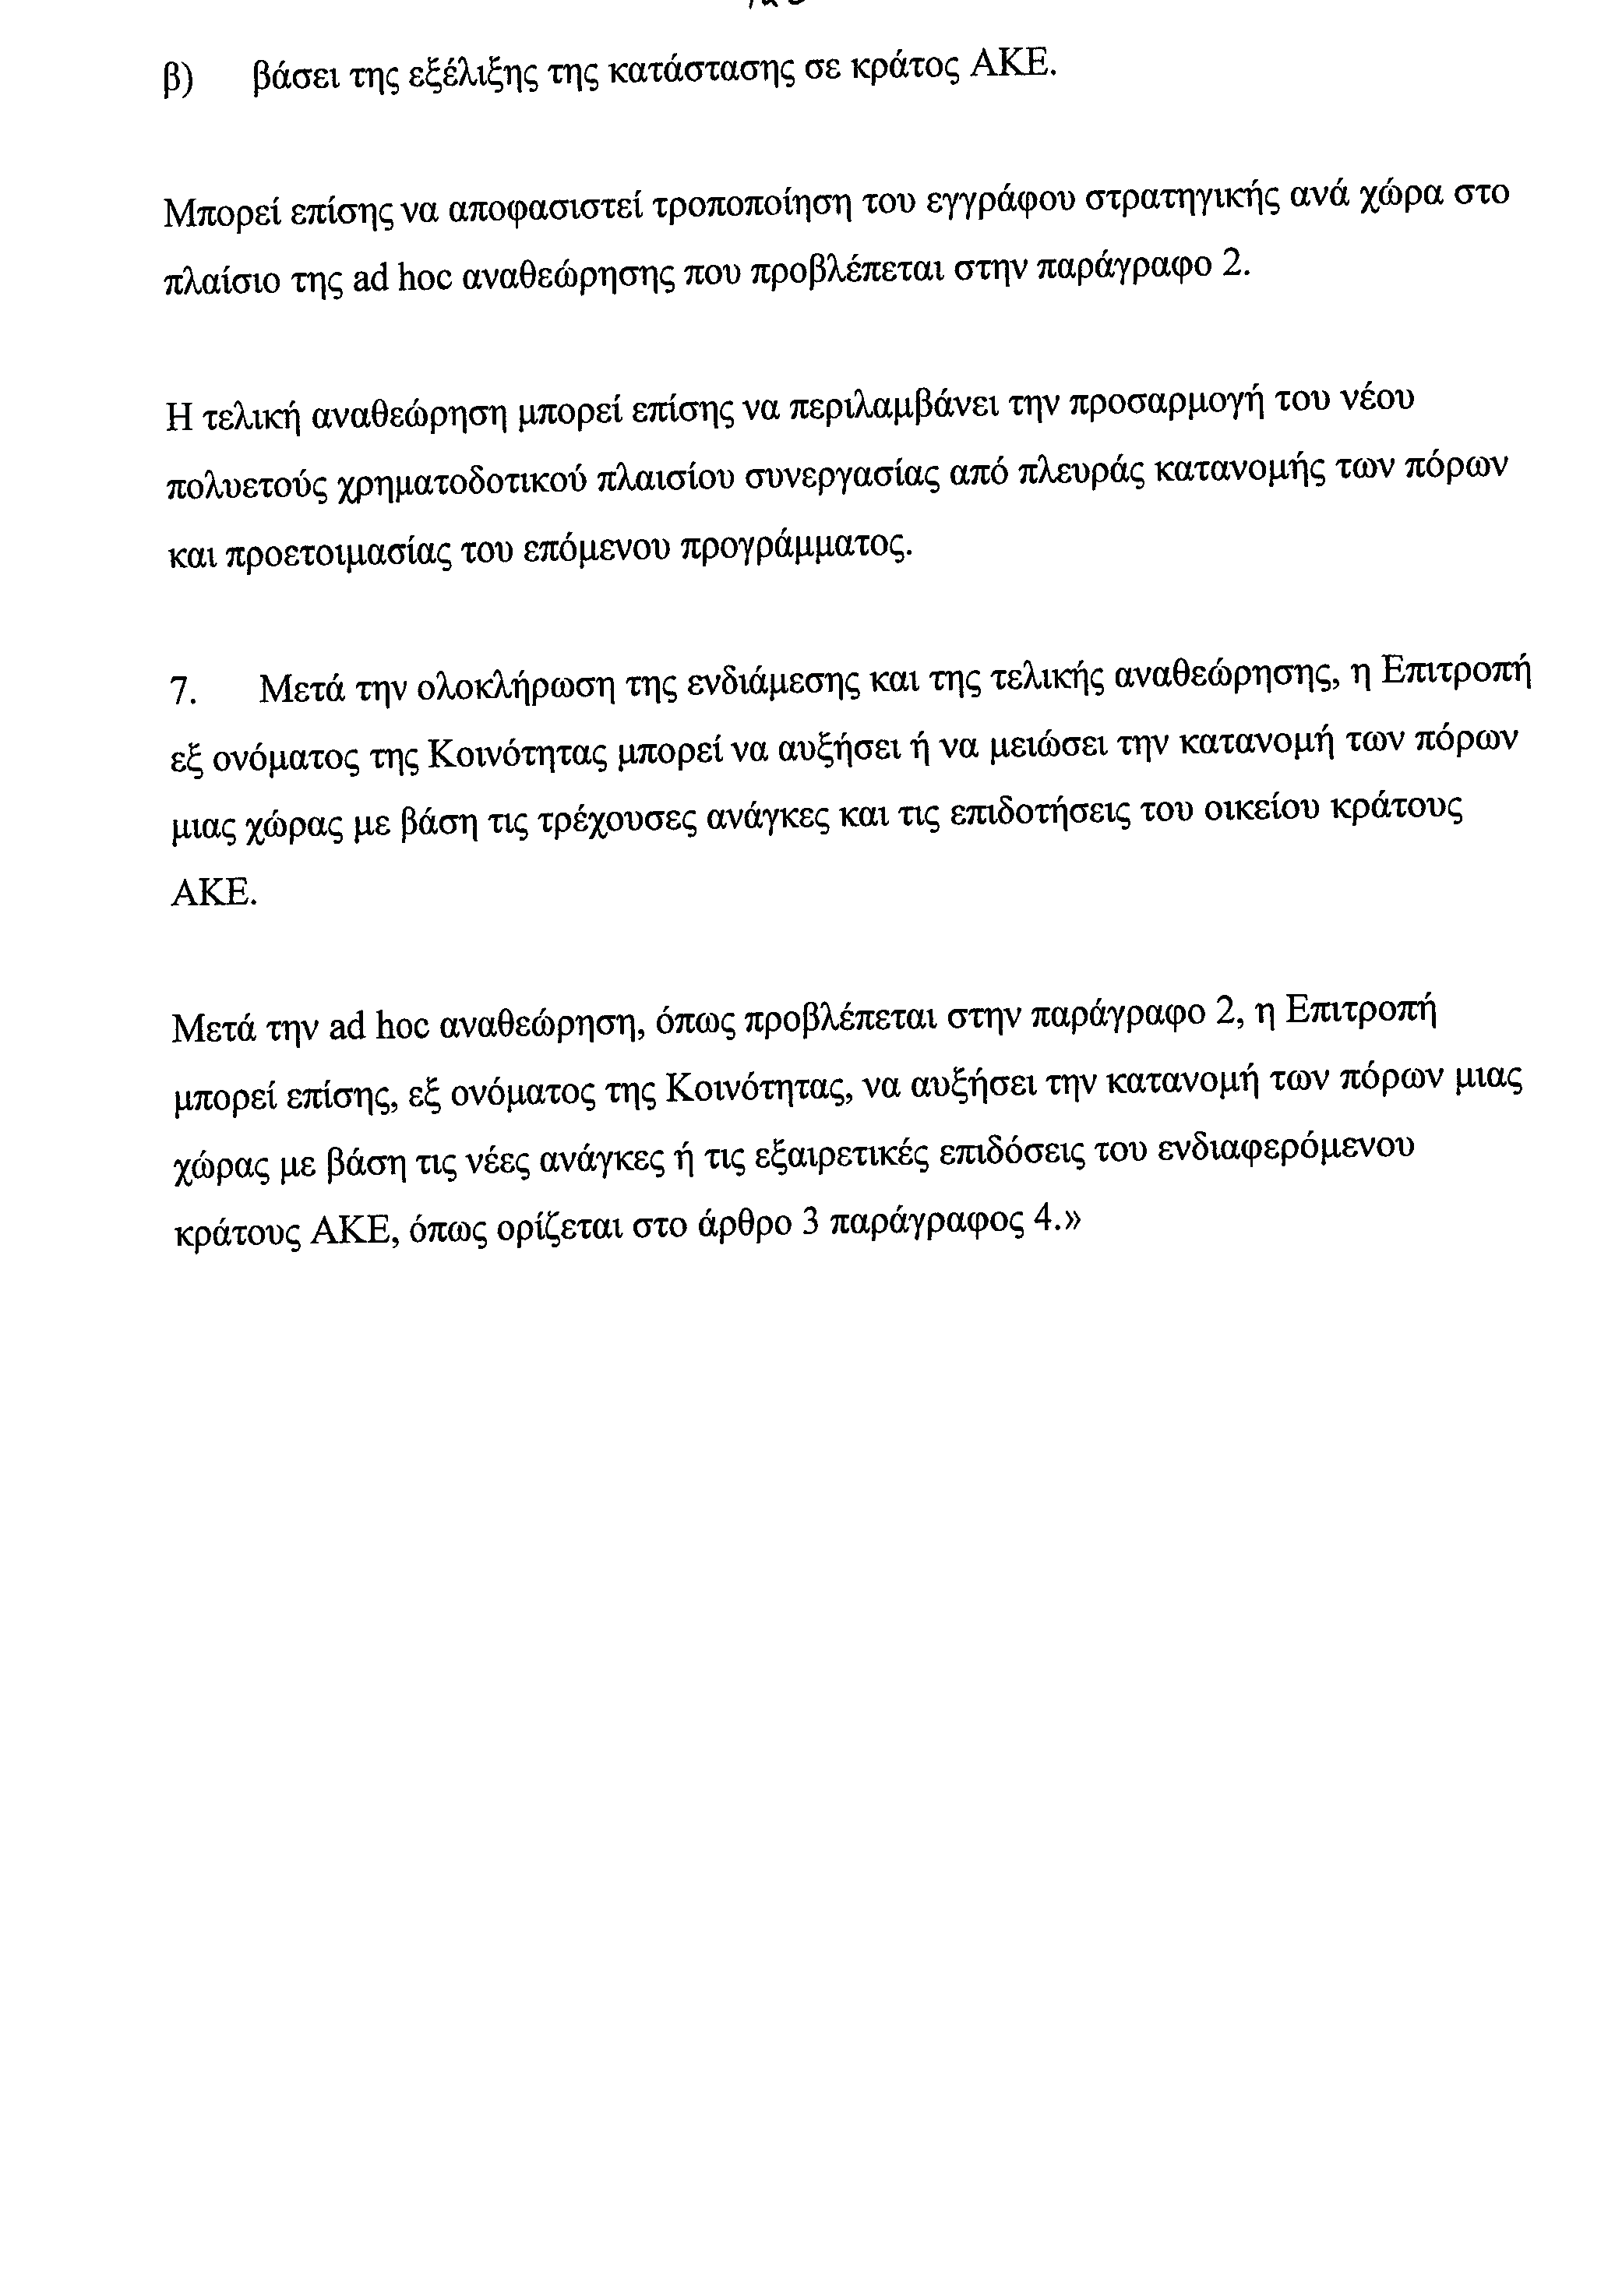 β) βάσει της εξέλιξης της κατάστασης σε κράτος ΑΚΕ.
Μπορεί επίσης να αποφασιστεί τροποποίηση του εγγράφου στρατηγικής ανά χώρα στο
πλαίσιο της ad hoc αναθεώρησης που προβλέπεται στην παράγραφο 2.
Η τελική αναθεώρηση μπορεί επίσης να περιλαμβάνει την προσαρμογή του νέου
πολυετούς χρηματοδοτικού πλαισίου συνεργασίας από πλευράς κατανομής των πόρων
και προετοιμασίας του επόμενου προγράμματος.
7. Μετά την ολοκλήρωση της ενδιάμεσης και της τελικής αναθεώρησης, η Επιτροπή
εξ ονόματος της Κοινότητας μπορεί να αυξήσει ή να μειώσει την κατανομή των πόρων
μιας χώρας με βάση τις τρέχουσες ανάγκες και τις επιδοτήσεις του οικείου κράτους
ΑΚΕ.
Μετά την ad hoc αναθεώρηση, όπως προβλέπεται στην παράγραφο 2, η Επιτροπή
μπορεί επίσης, εξ ονόματος της Κοινότητας, να αυξήσει την κατανομή των πόρων μιας
χώρας με βάση τις νέες ανάγκες ή τις εξαιρετικές επιδόσεις του ενδιαφερόμενου
κράτους ΑΚΕ, όπως ορίζεται στο άρθρο 3 παράγραφος 4.»